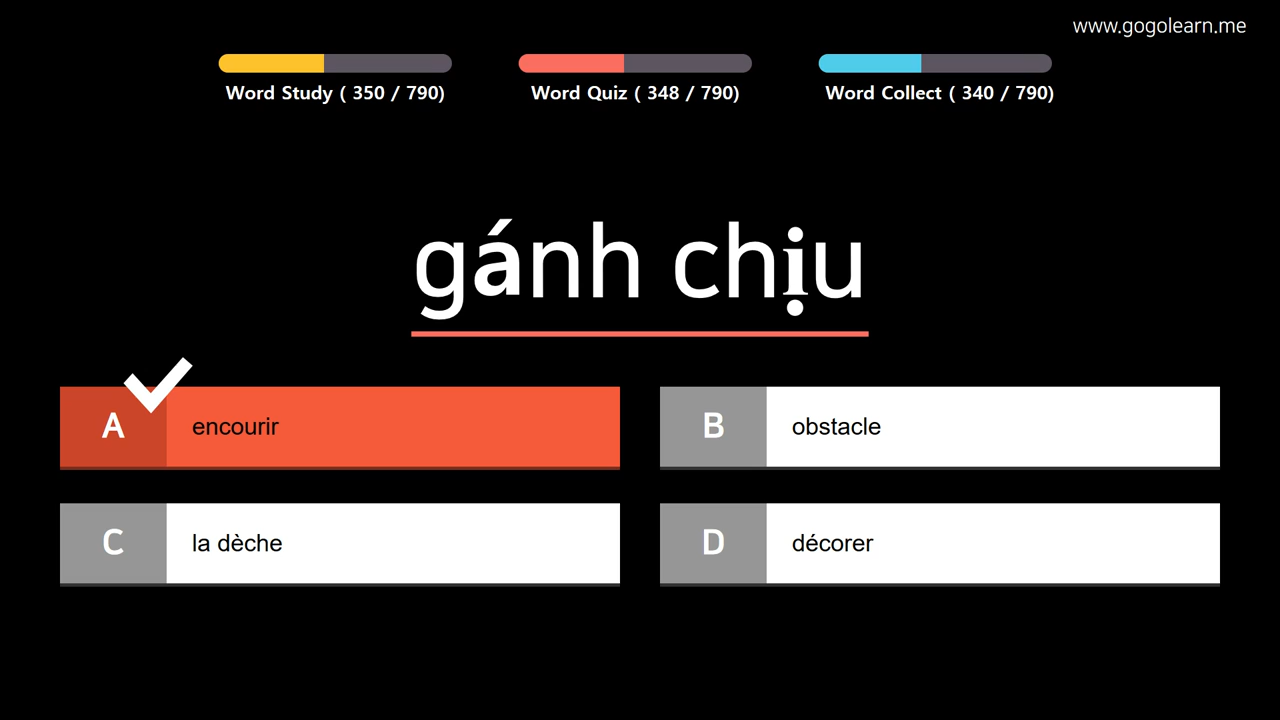 www.gogolearn.me
Word Study ( 350 / 790)
Word Quiz ( 348 / 790)
Word Collect ( 340 / 790)
gánh chịu
A encourir
B obstacle
C la dèche
D décorer